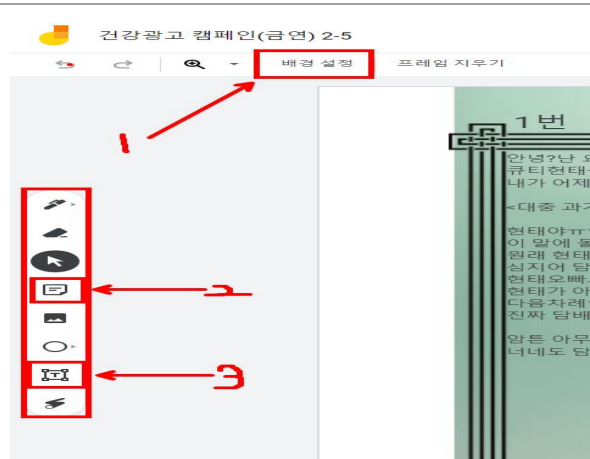 건강광고 캠페인(금연) 2-5
배경 설정 프레임 지우기
1
1번
안녕?난
큐티현태
내가 어제
<대충 과
현태야ㅠ
이 말에
원래 현태
심지어 담
현태오빠
현태가 아
다음차례
진짜 담배
암튼 아무
너네도 담
2
3